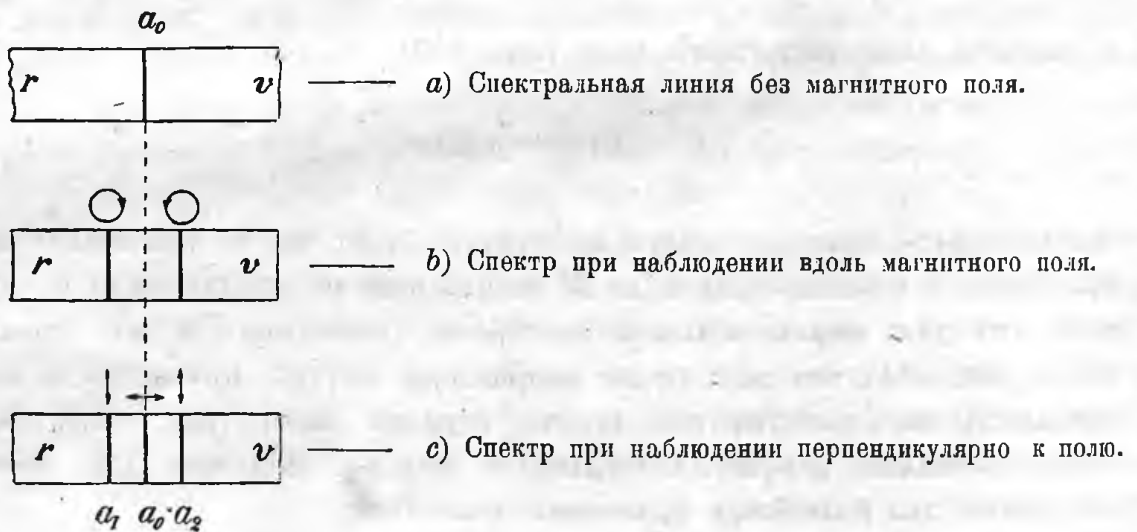 a₀
r v a) Спектральная линия без магнитного поля.
r v b) Спектр при наблюдении вдоль магнитного поля.
r v c) Спектр при наблюдении перпендикулярно к полю.
a₁ a₀ a₂